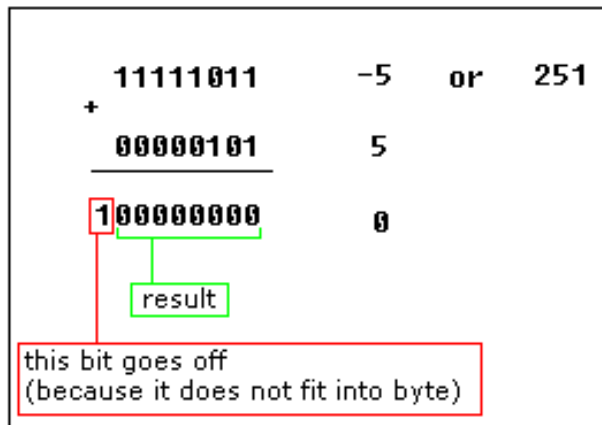 11111011 -5 or 251
+
00000101 5
100000000 0
result
this bit goes off
(because it does not fit into byte)